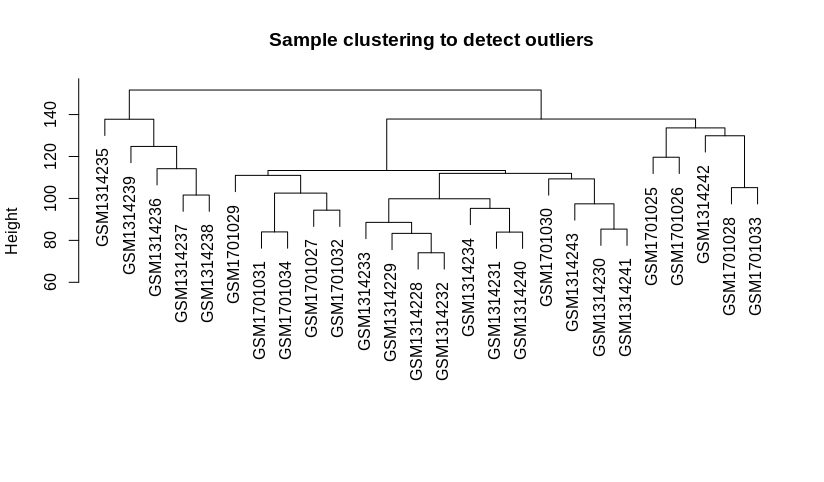 Sample clustering to detect outliers
Height
140
120
100
80
60
GSM1314235
GSM1314239
GSM1314236
GSM1314237
GSM1314238
GSM1701029
GSM1701031
GSM1701034
GSM1701027
GSM1701032
GSM1314233
GSM1314229
GSM1314228
GSM1314232
GSM1314234
GSM1314231
GSM1314240
GSM1701030
GSM1314243
GSM1314230
GSM1314241
GSM1701025
GSM1701026
GSM1314242
GSM1701028
GSM1701033